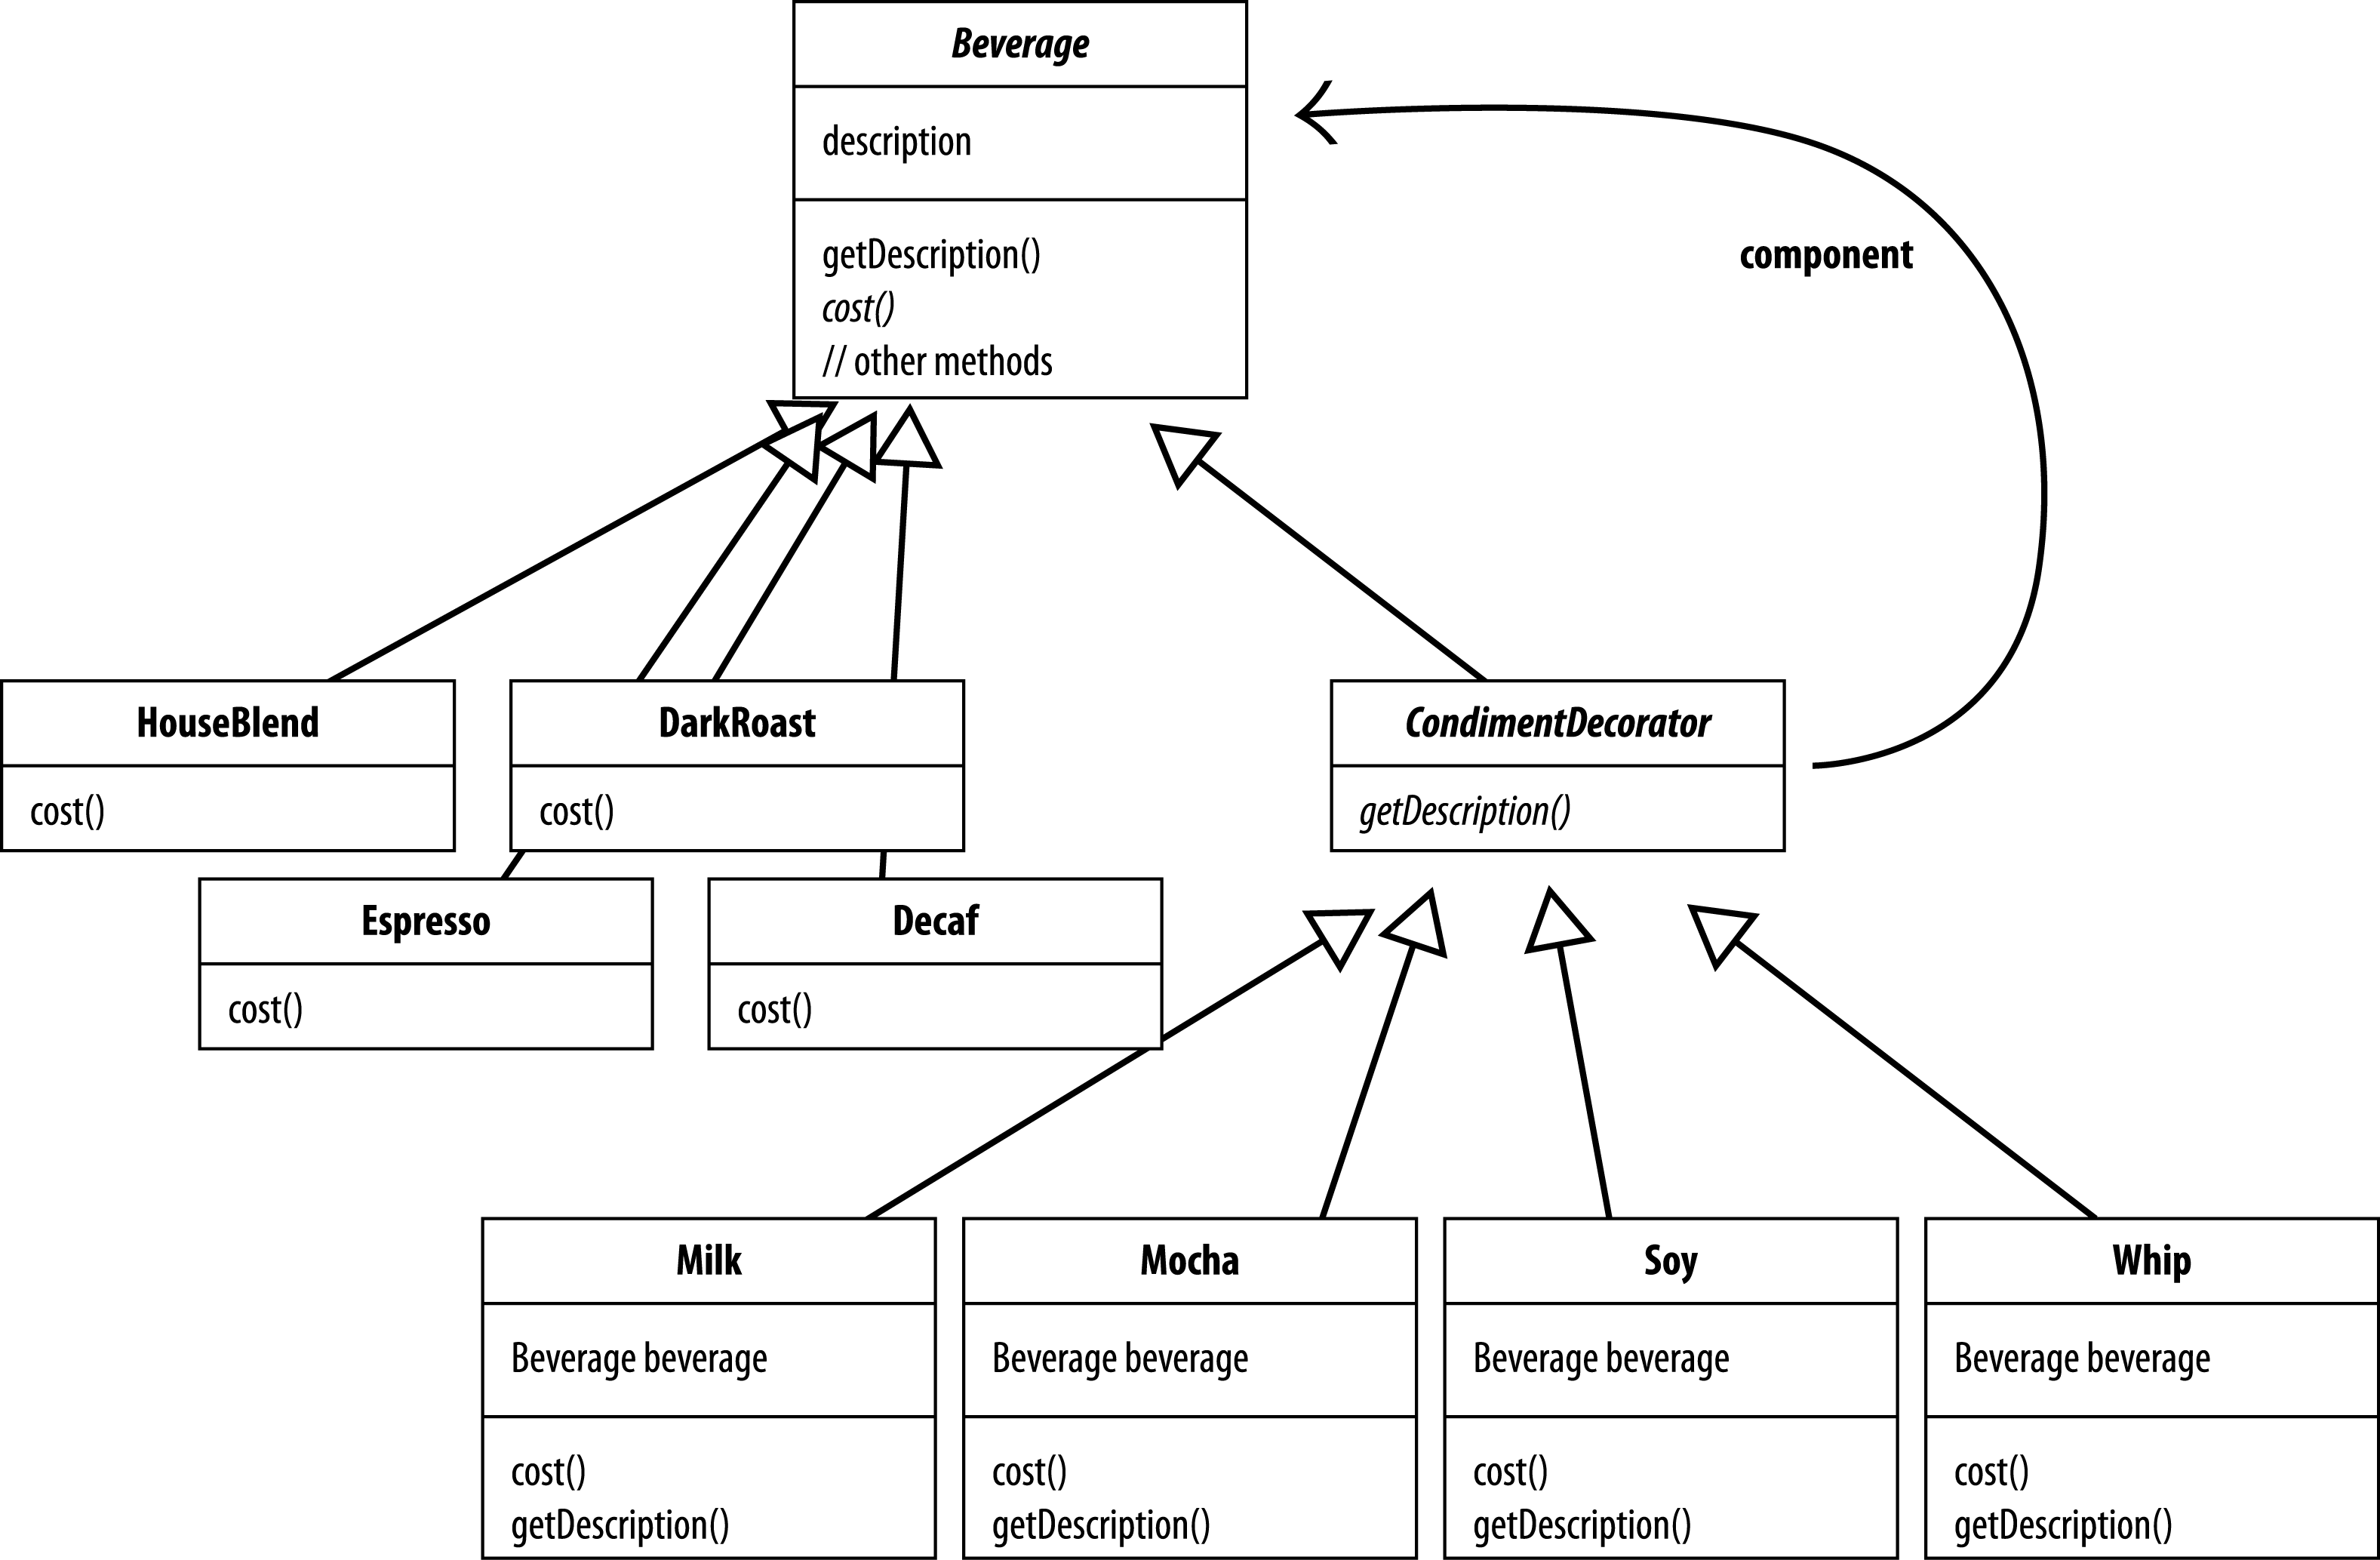 Beverage
description
getDescription()
cost()
// other methods
component
HouseBlend
cost()
DarkRoast
cost()
CondimentDecorator
getDescription()
Espresso
cost()
Decaf
cost()
Milk
Beverage beverage
cost()
getDescription()
Mocha
Beverage beverage
cost()
getDescription()
Soy
Beverage beverage
cost()
getDescription()
Whip
Beverage beverage
cost()
getDescription()